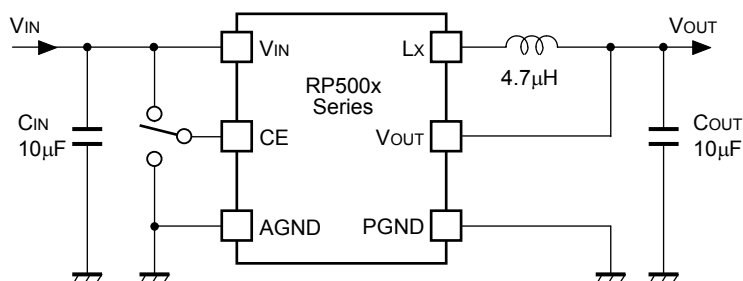 VIN
VOUT
VIN
LX
RP500x
Series
4.7μH
CIN
10μF
CE
VOUT
COUT
10μF
AGND
PGND